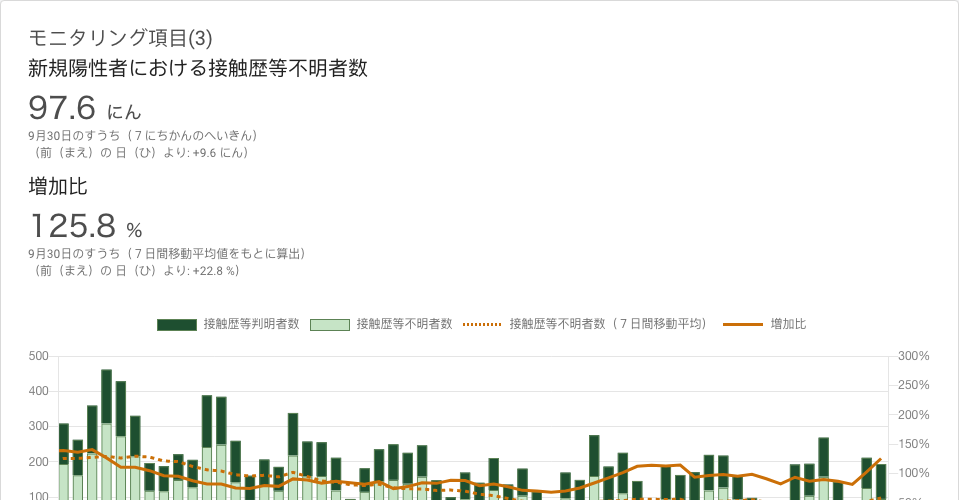 モニタリング項目(3)
新規陽性者における接触歴等不明者数
97.6 にん
9月30日のすうち（７にちかんのへいきん）
（前（まえ）の 日（ひ）より: +9.6 にん）
増加比
125.8 %
9月30日のすうち（７日間移動平均値をもとに算出）
（前（まえ）の 日（ひ）より: +22.8 %）
接触歴等判明者数 接触歴等不明者数 接触歴等不明者数（７日間移動平均） 増加比
500 300%
250%
400
200%
300
150%
200
100%
100